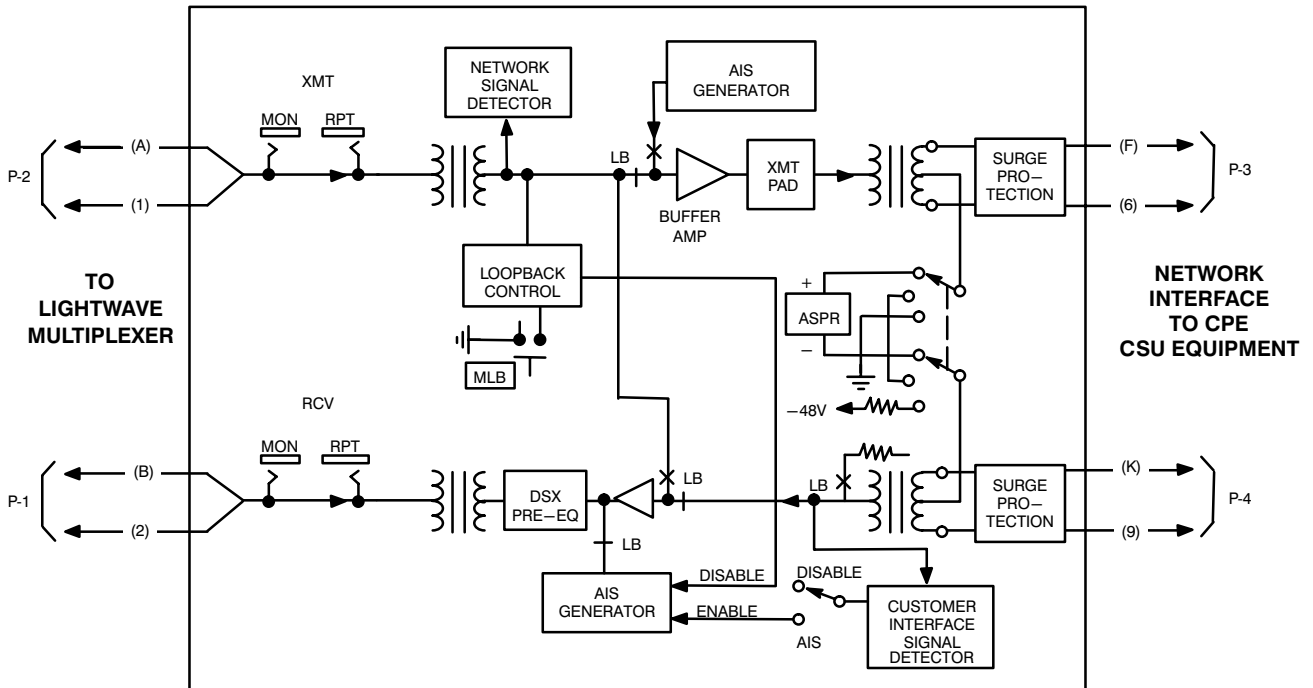 XMT
MON
RPT
NETWORK
SIGNAL
DETECTOR
AIS
GENERATOR
P-2
(A)
(1)
LB
BUFFER
AMP
XMT
PAD
SURGE
PRO-
TECTION
(F)
(6)
P-3
TO
LIGHTWAVE
MULTIPLEXER
LOOPBACK
CONTROL
MLB
+
ASPR
−
−48V
NETWORK
INTERFACE
TO CPE
CSU EQUIPMENT
RCV
MON
RPT
P-1
(B)
(2)
DSX
PRE-EQ
LB
LB
LB
SURGE
PRO-
TECTION
(K)
(9)
P-4
AIS
GENERATOR
DISABLE
ENABLE
DISABLE
AIS
CUSTOMER
INTERFACE
SIGNAL
DETECTOR